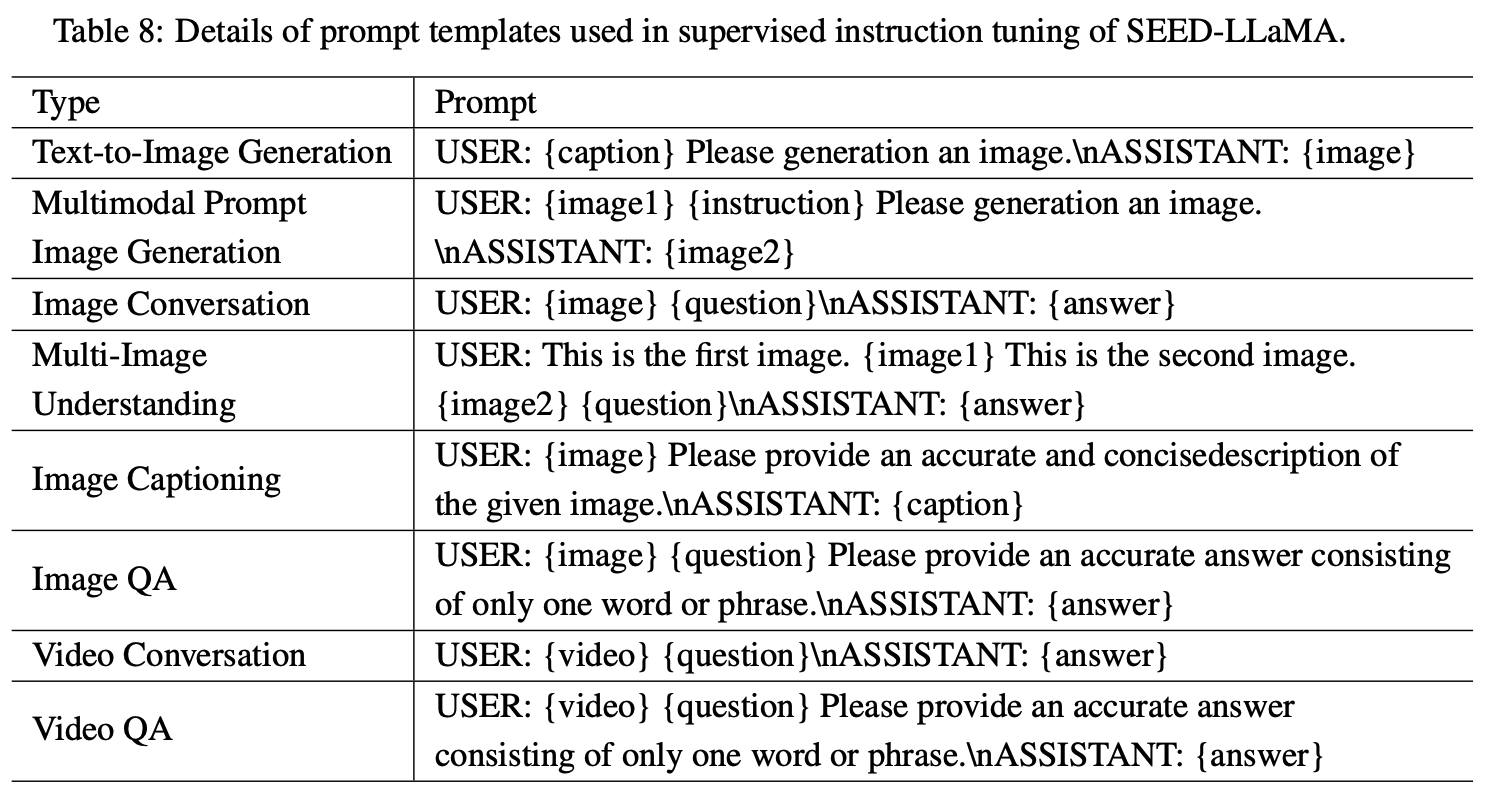 Table 8: Details of prompt templates used in supervised instruction tuning of SEED-LLaMA.
Type Prompt
Text-to-Image Generation USER: {caption} Please generation an image.\nASSISTANT: {image}
Multimodal Prompt USER: {image1} {instruction} Please generation an image.
Image Generation \nASSISTANT: {image2}
Image Conversation USER: {image} {question}\nASSISTANT: {answer}
Multi-Image USER: This is the first image. {image1} This is the second image.
Understanding {image2} {question}\nASSISTANT: {answer}
Image Captioning
USER: {image} Please provide an accurate and concisedescription of
the given image.\nASSISTANT: {caption}
Image QA
USER: {image} {question} Please provide an accurate answer consisting
of only one word or phrase.\nASSISTANT: {answer}
Video Conversation USER: {video} {question}\nASSISTANT: {answer}
Video QA
USER: {video} {question} Please provide an accurate answer
consisting of only one word or phrase.\nASSISTANT: {answer}